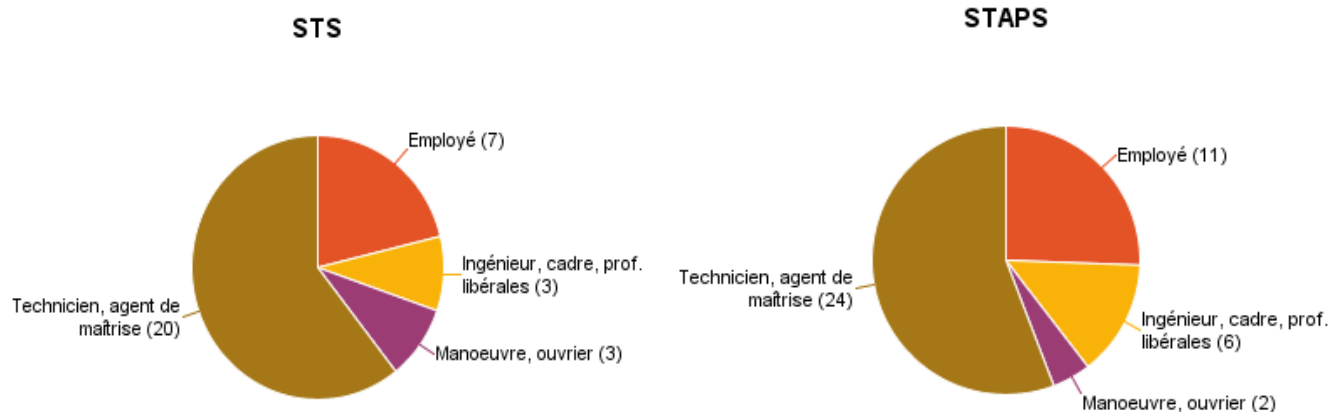 STS
Employé (7)
Ingénieur, cadre, prof.
libérales (3)
Manoeuvre, ouvrier (3)
Technicien, agent de
maîtrise (20)
STAPS
Employé (11)
Ingénieur, cadre, prof.
libérales (6)
Manoeuvre, ouvrier (2)
Technicien, agent de
maîtrise (24)